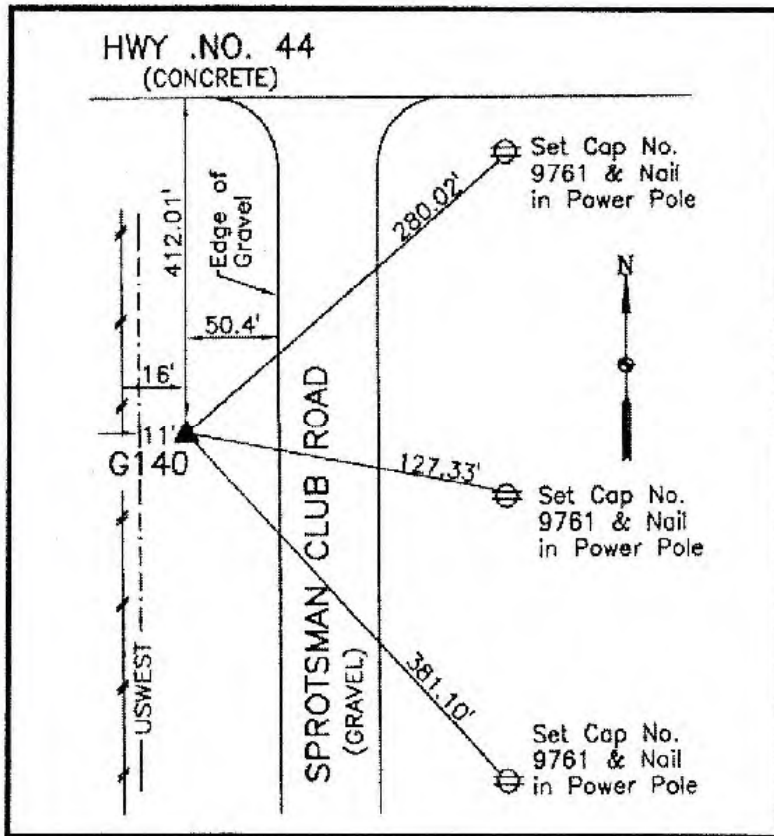 HWY .NO. 44
(CONCRETE)
Set Cap No.
9761 & Nail
in Power Pole
280.02'
412.01'
Edge of
Gravel
50.4'
N
16'
11'
G140
127.33'
Set Cap No.
9761 & Nail
in Power Pole
SPROTSMAN CLUB ROAD
(GRAVEL)
USWEST
381.10'
Set Cap No.
9761 & Nail
in Power Pole